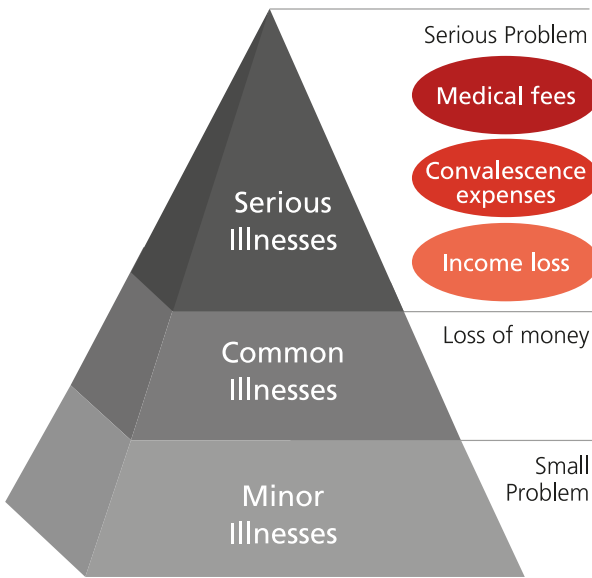 Serious Problem
Medical fees
Convalescence
expenses
Income loss
Serious
Illnesses
Loss of money
Common
Illnesses
Small
Problem
Minor
Illnesses